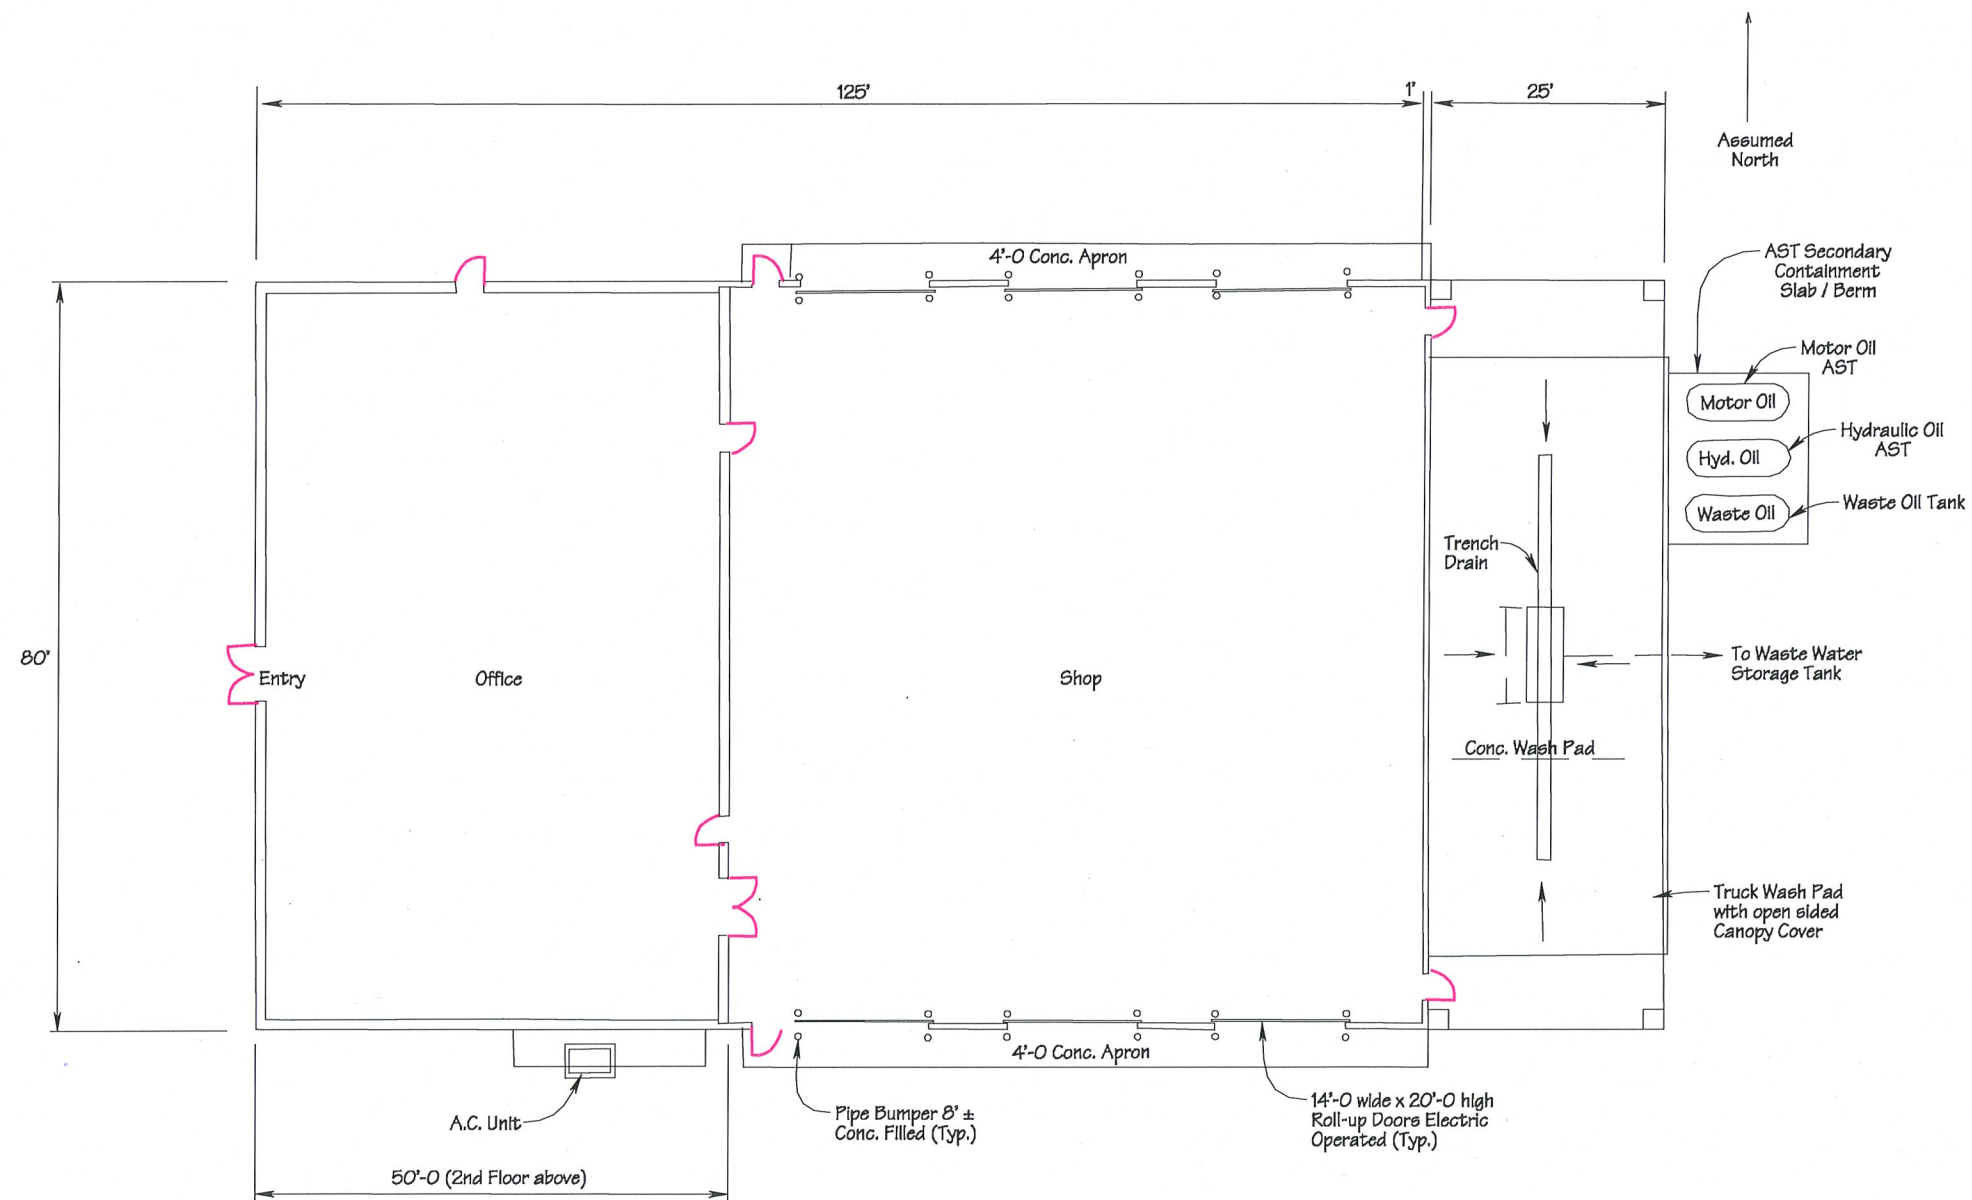 125'
1'
25'
Assumed
North
4'-0 Conc. Apron
AST Secondary
Containment
Slab / Berm
Motor Oil
AST
Motor Oil
Hydraulic Oil
AST
Hyd. Oil
Waste Oil Tank
Waste Oil
Trench
Drain
80'
Entry
Office
Shop
To Waste Water
Storage Tank
Conc. Wash Pad
Truck Wash Pad
with open sided
Canopy Cover
4'-0 Conc. Apron
A.C. Unit
Pipe Bumper 8' ±
Conc. Filled (Typ.)
14'-0 wide x 20'-0 high
Roll-up Doors Electric
Operated (Typ.)
50'-0 (2nd Floor above)